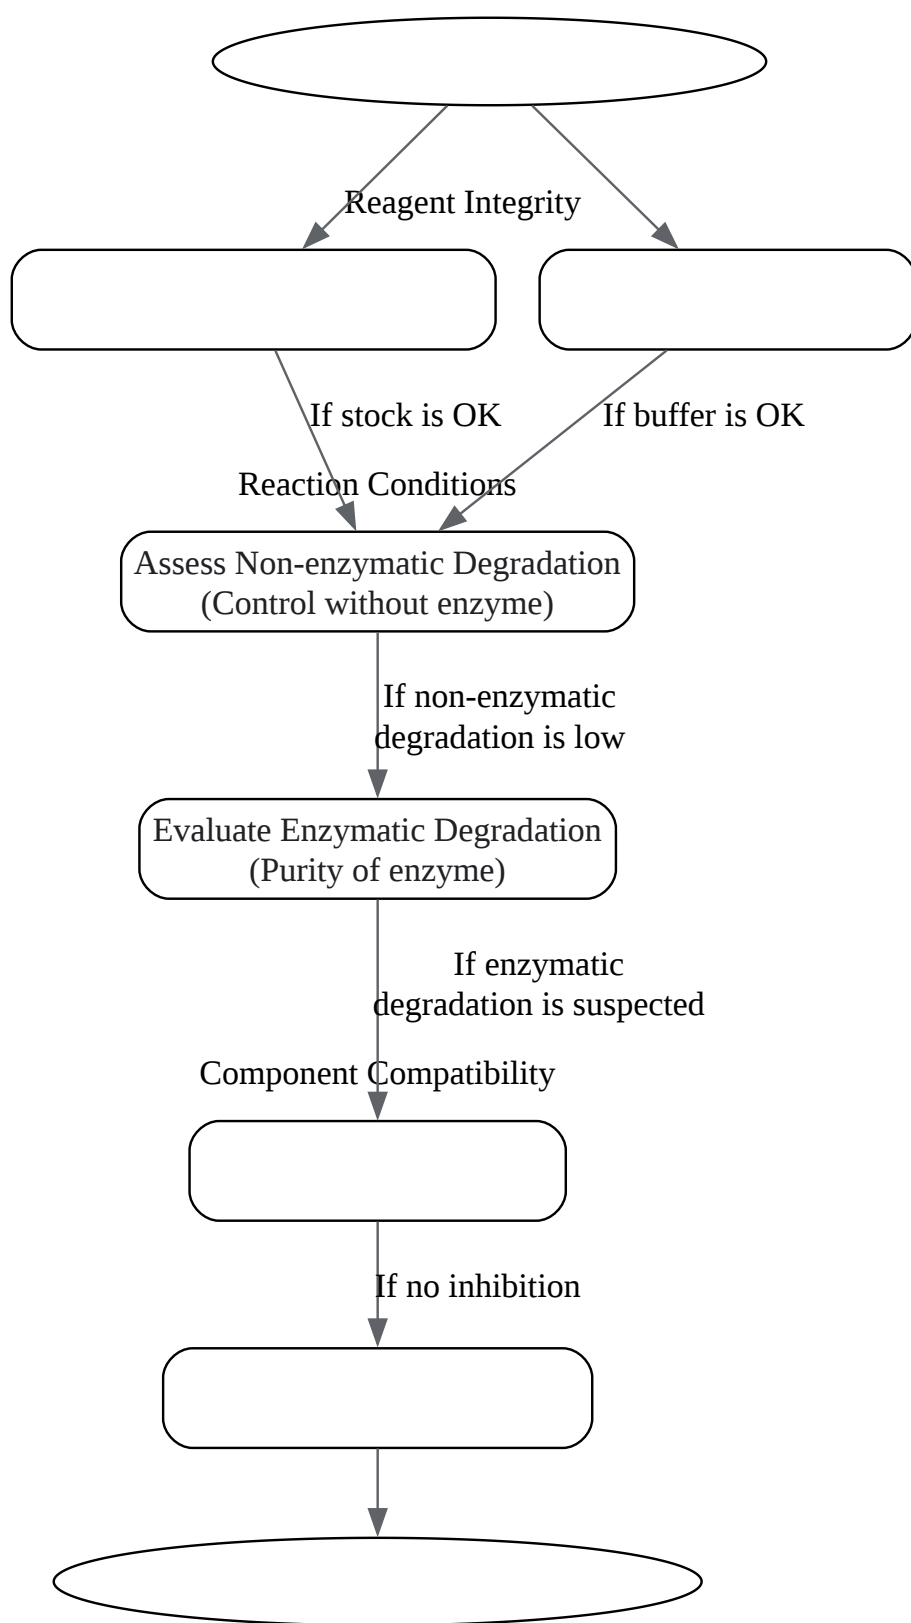 Reagent Integrity
If stock is OK
If buffer is OK
Reaction Conditions
Assess Non-enzymatic Degradation
(Control without enzyme)
If non-enzymatic
degradation is low
Evaluate Enzymatic Degradation
(Purity of enzyme)
If enzymatic
degradation is suspected
Component Compatibility
If no inhibition